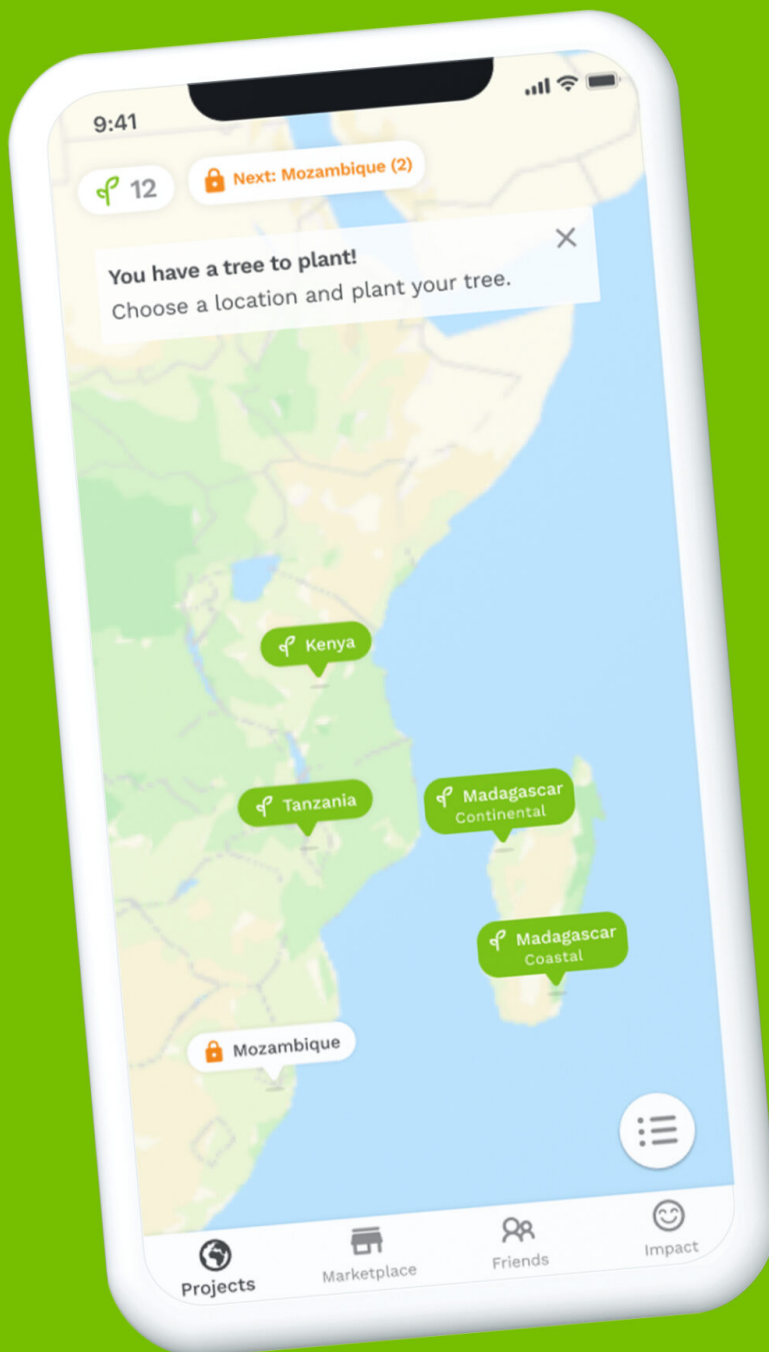 9:41
12
Next: Mozambique (2)
You have a tree to plant!
Choose a location and plant your tree.
Kenya
Tanzania
Madagascar
Continental
Madagascar
Coastal
Mozambique
Projects
Marketplace
Friends
Impact